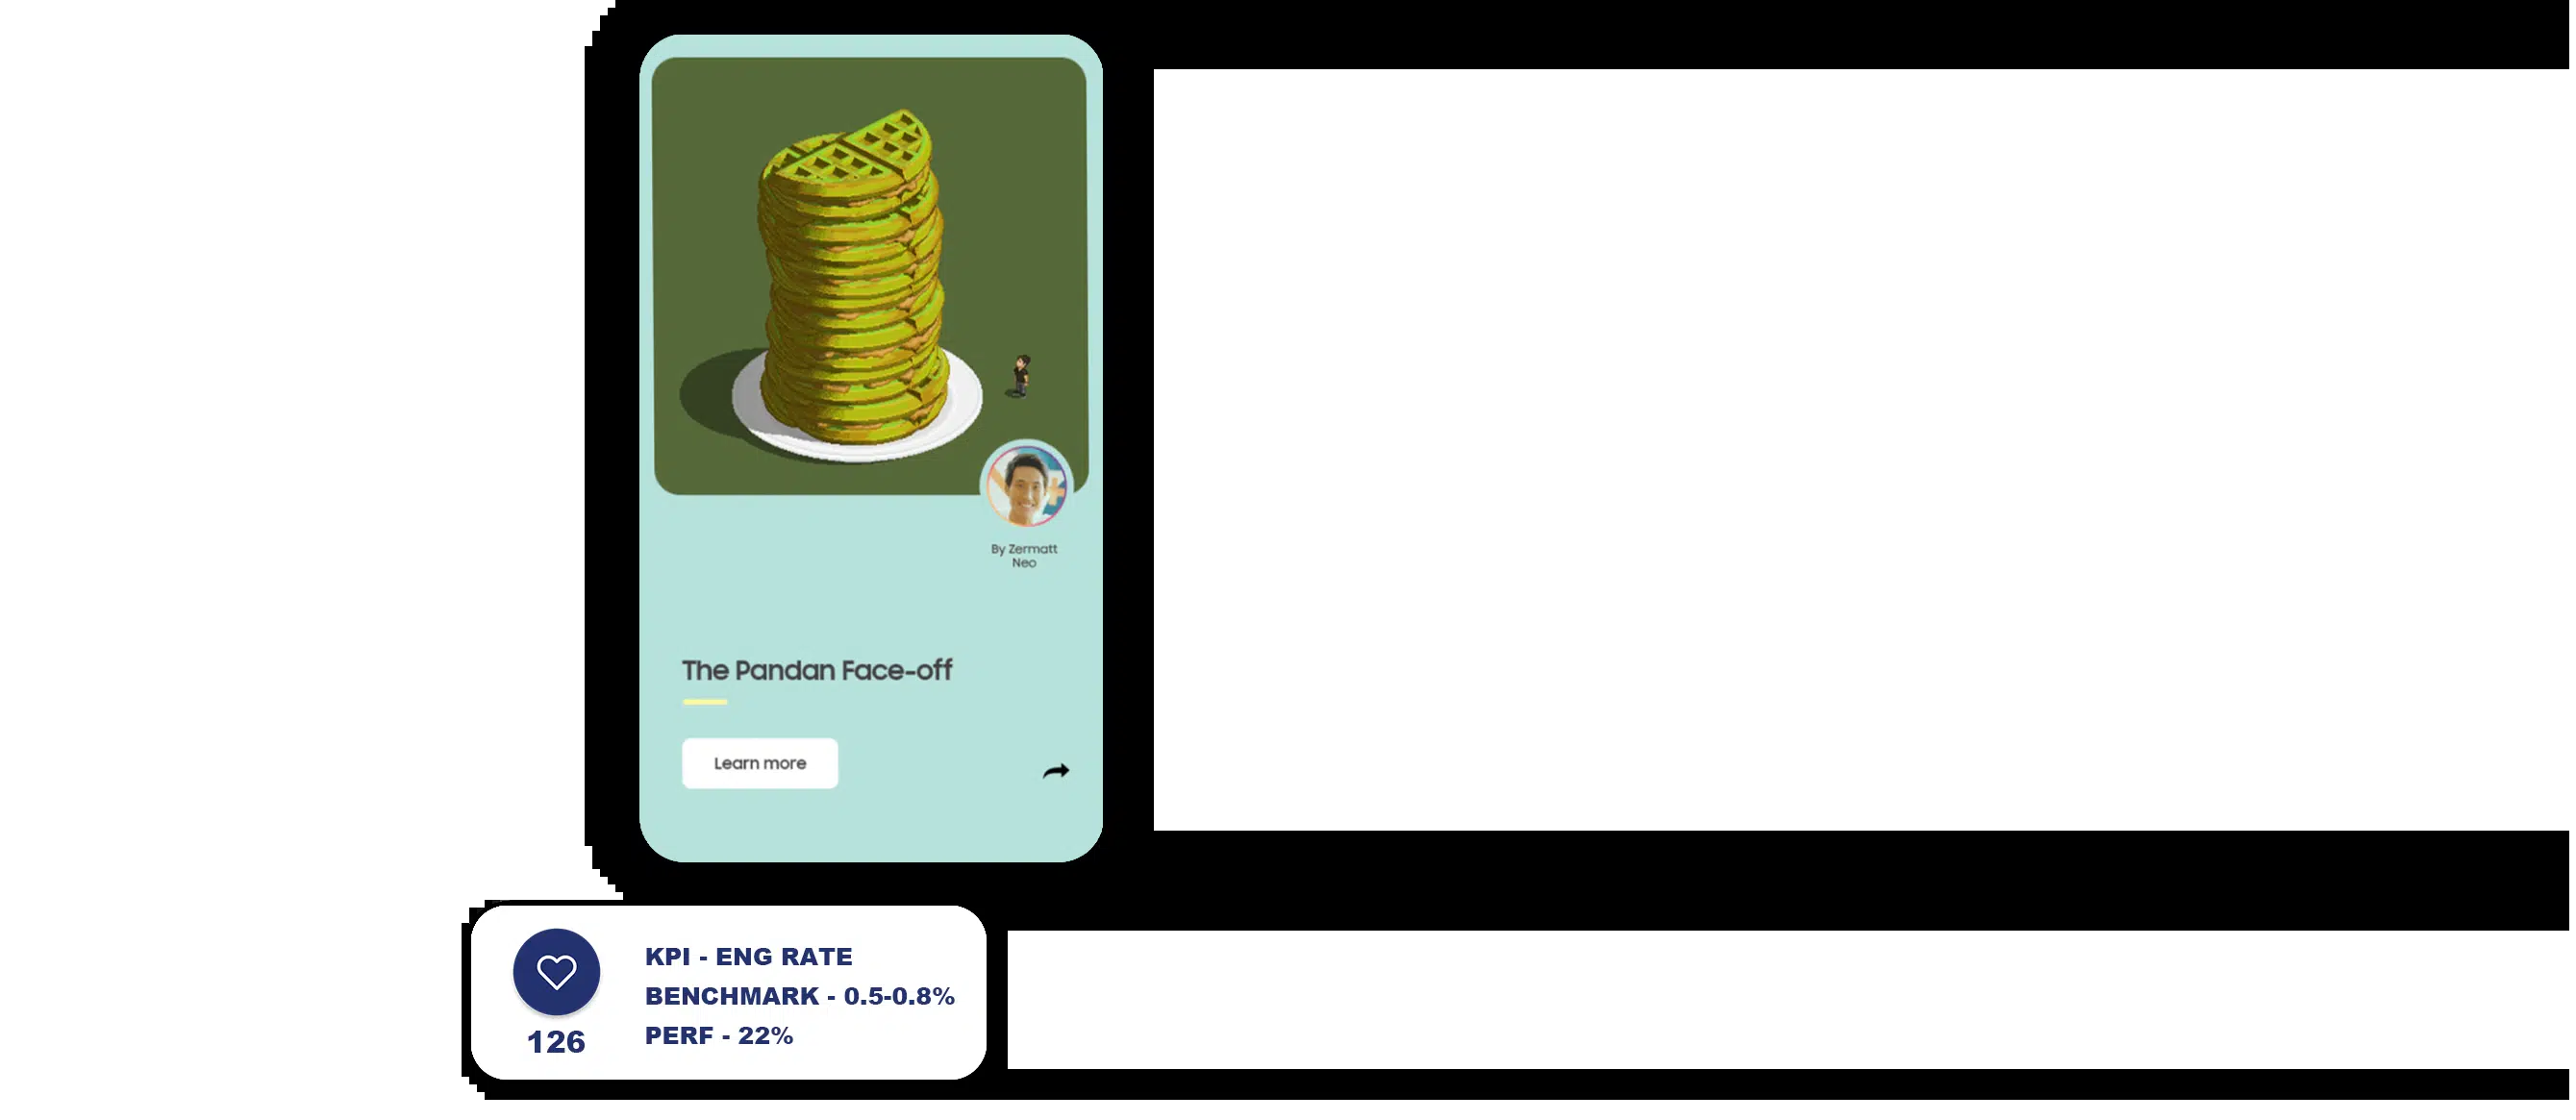 By Zermatt
Neo
The Pandan Face-off
Learn more
126
KPI - ENG RATE
BENCHMARK - 0.5-0.8%
PERF - 22%